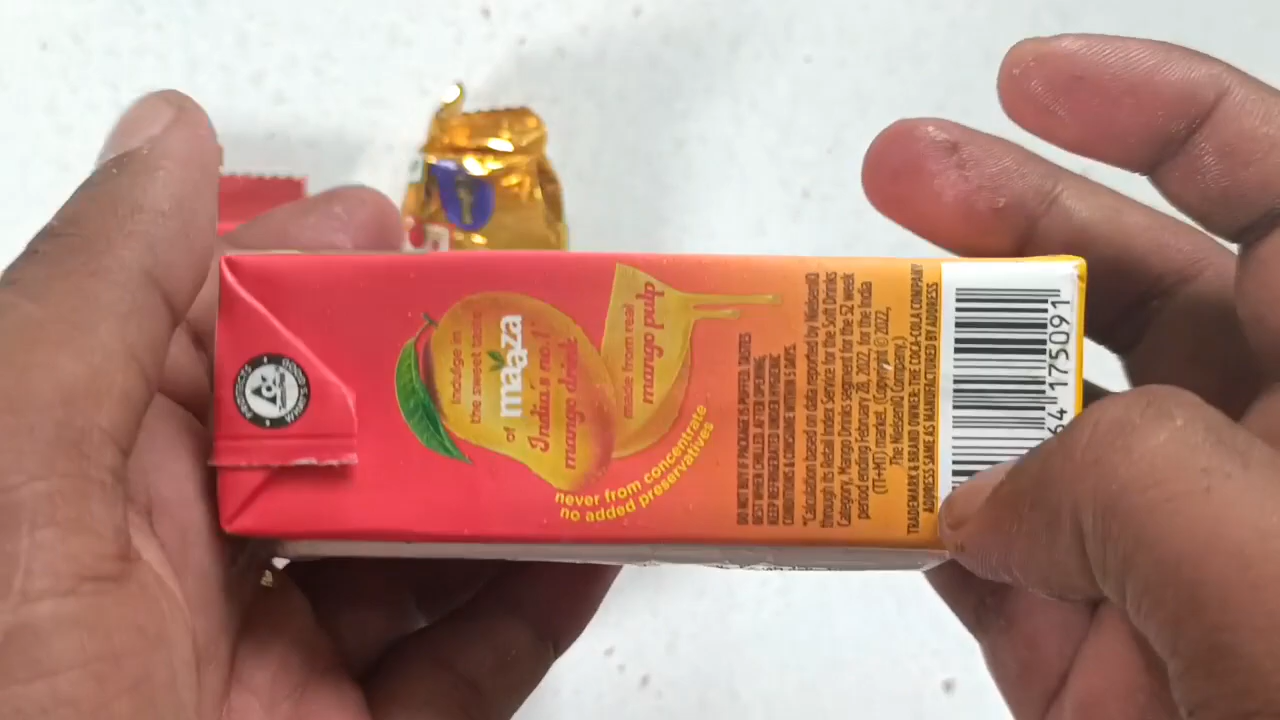 PROTECTS
WHAT'S GOOD
indulge in
the sweet taste
of maaza
India's no.1*
mango drink
made from real
mango pulp
never from concentrate
no added preservatives
DO NOT BUY IF PACKAGE IS PUFFED. TASTES
BEST WHEN CHILLED. AFTER OPENING,
KEEP REFRIGERATED UNDER HYGIENIC
CONDITIONS & CONSUME WITHIN 5 DAYS.
*Calculation based on data reported by NielsenIQ
through its Retail Index Service for the Soft Drinks
Category, Mango Drinks segment for the 52 week
period ending February 28, 2022, for the India
(TT+MT) market. (Copyright © 2022,
The NielsenIQ Company.)
TRADEMARK & BRAND OWNER: THE COCA-COLA COMPANY
ADDRESS SAME AS MANUFACTURED BY ADDRESS
64 175091